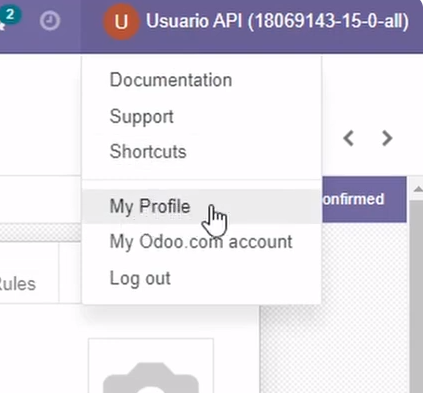 2
U
Usuario API (18069143-15-0-all)
Documentation
Support
Shortcuts
My Profile
onfirmed
My Odoo.com account
Rules
Log out